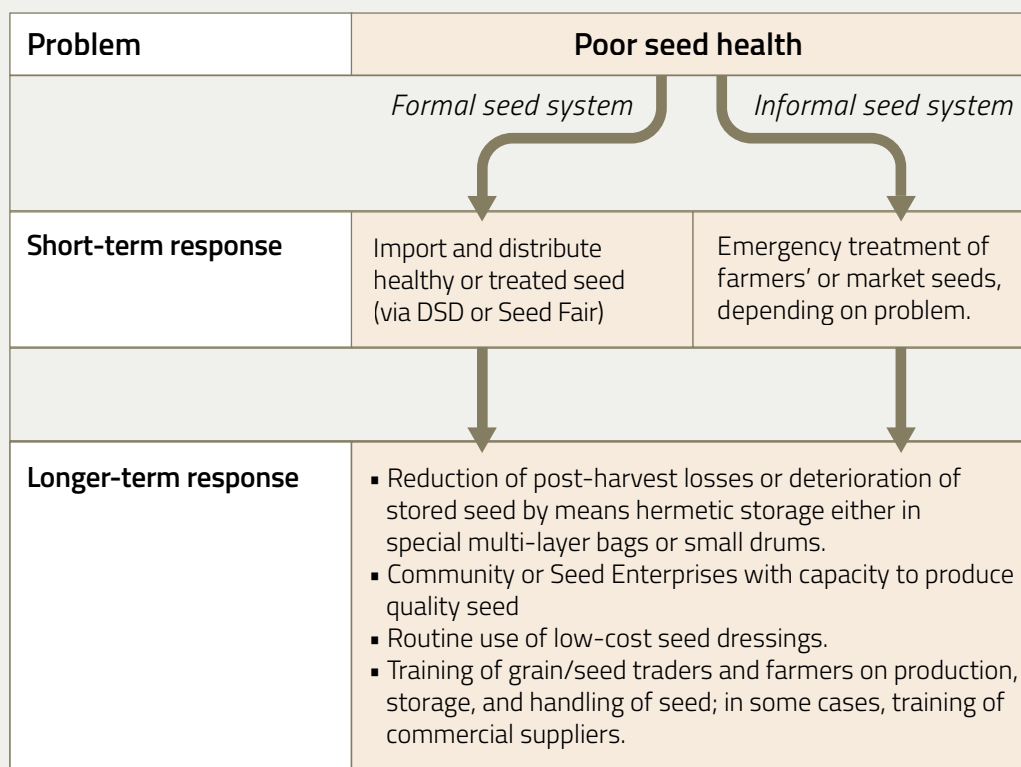 Problem
Poor seed health
Formal seed system
Informal seed system
Short-term response
Import and distribute
healthy or treated seed
(via DSD or Seed Fair)
Emergency treatment of
farmers’ or market seeds,
depending on problem.
Longer-term response
▪ Reduction of post-harvest losses or deterioration of
stored seed by means hermetic storage either in
special multi-layer bags or small drums.
▪ Community or Seed Enterprises with capacity to produce
quality seed
▪ Routine use of low-cost seed dressings.
▪ Training of grain/seed traders and farmers on production,
storage, and handling of seed; in some cases, training of
commercial suppliers.